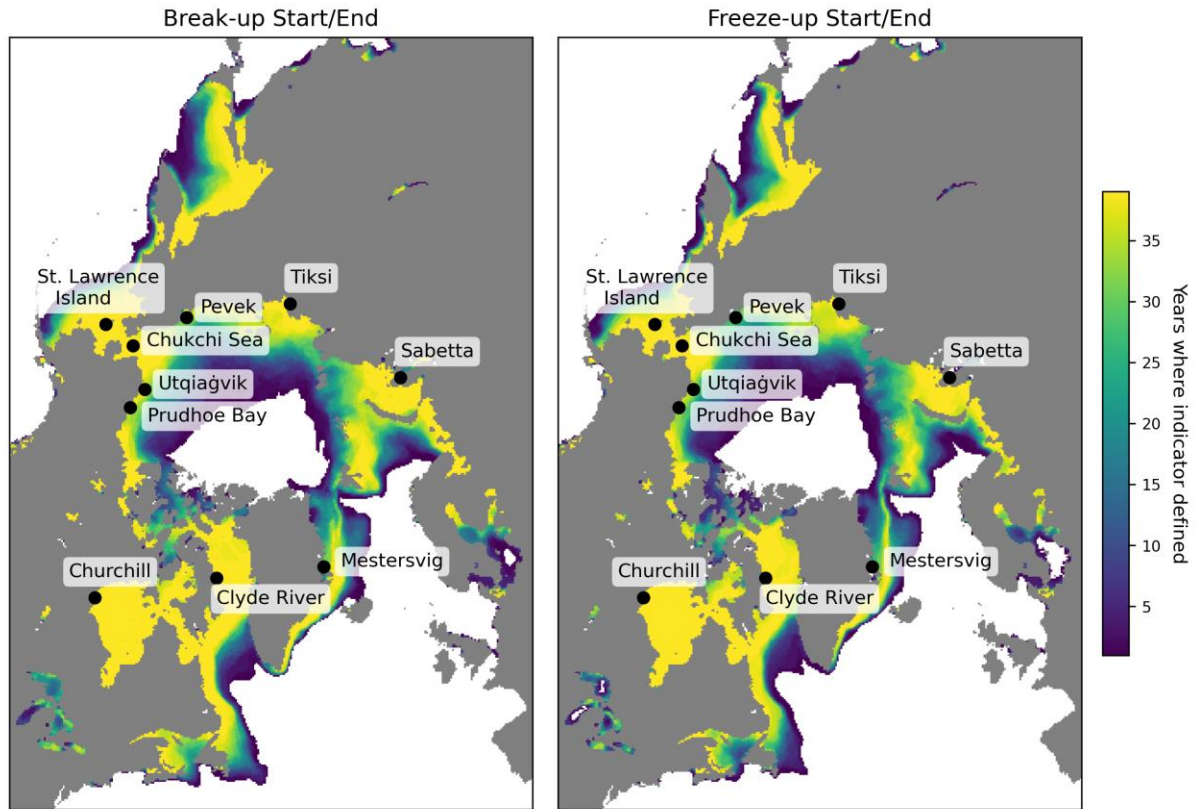 Break-up Start/End
St. Lawrence
Island
Tiksi
Pevek
Chukchi Sea
Sabetta
Utqiaġvik
Prudhoe Bay
Churchill
Mestersvig
Clyde River
Freeze-up Start/End
St. Lawrence
Island
Tiksi
Pevek
Chukchi Sea
Sabetta
Utqiaġvik
Prudhoe Bay
Churchill
Mestersvig
Clyde River
35
30
25
20
15
10
5
Years where indicator defined